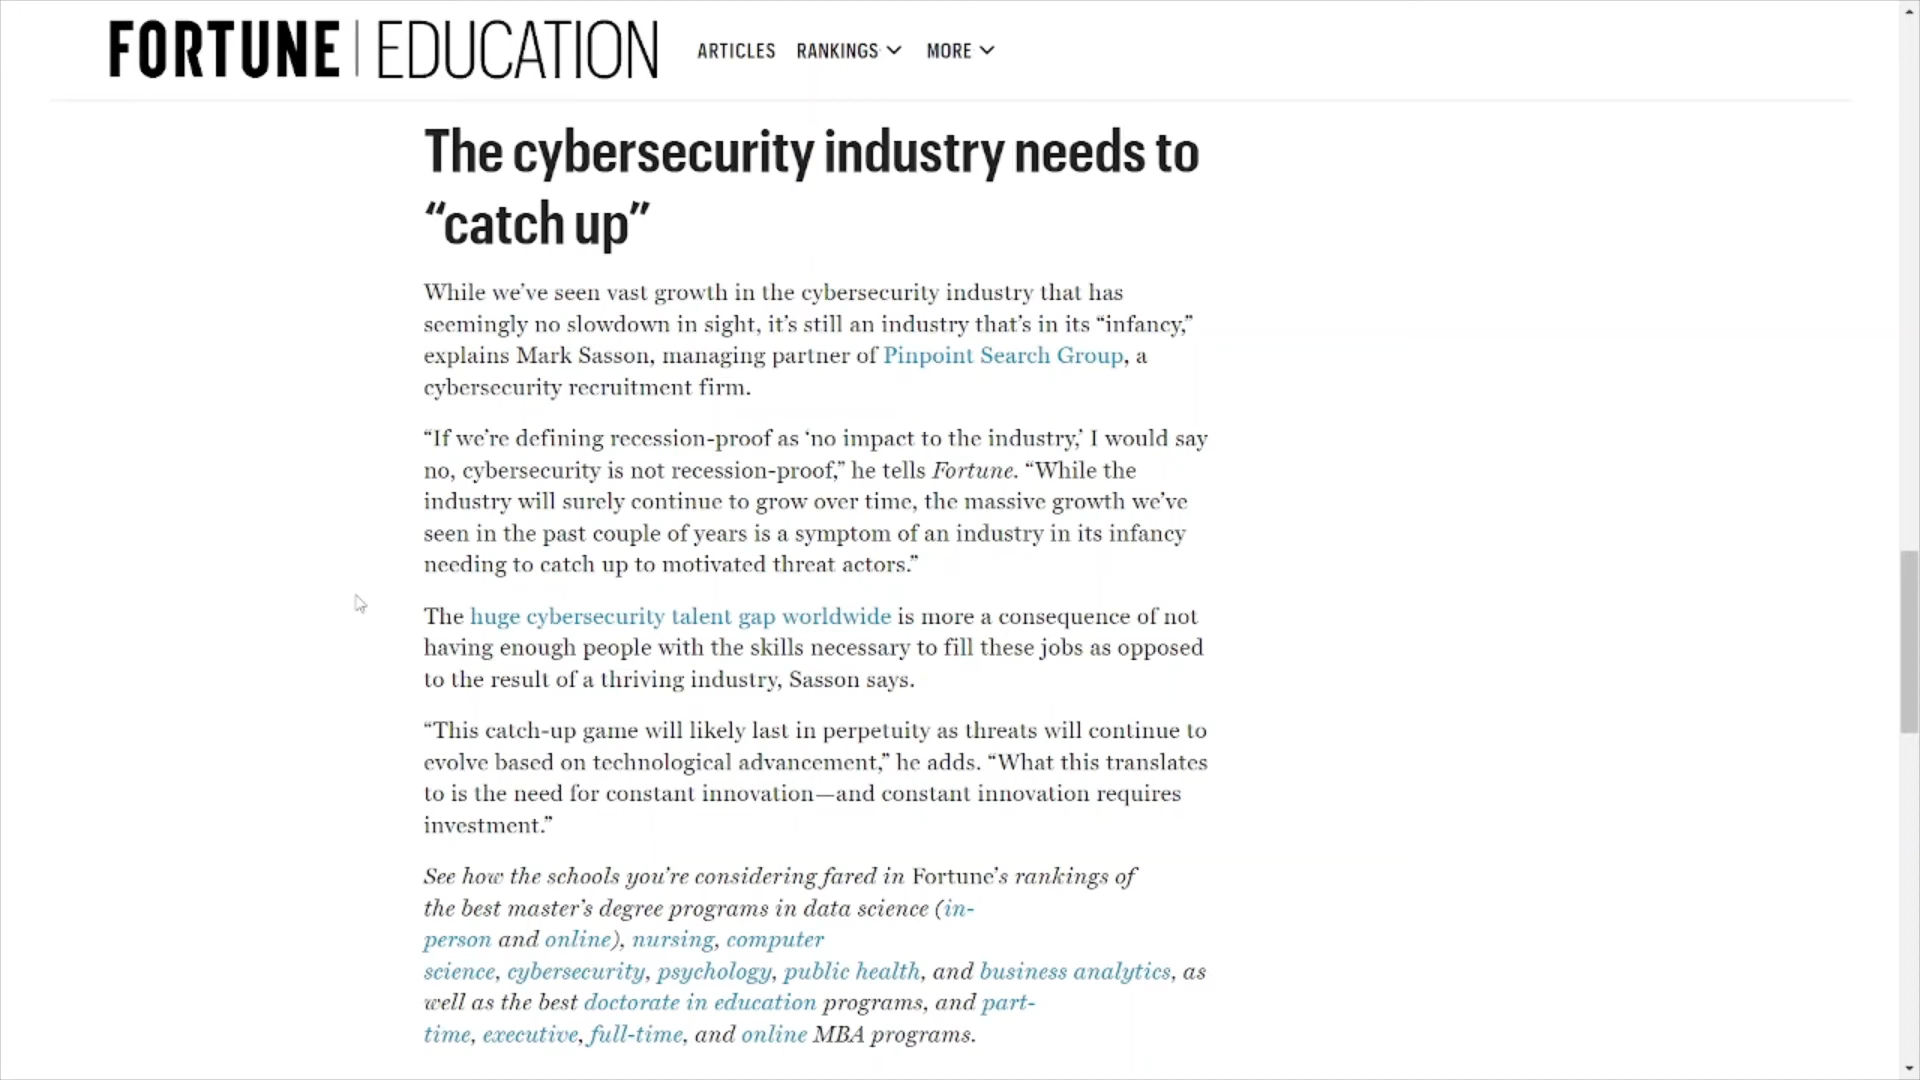 FORTUNE | EDUCATION ARTICLES RANKINGS MORE
The cybersecurity industry needs to
“catch up”
While we’ve seen vast growth in the cybersecurity industry that has
seemingly no slowdown in sight, it’s still an industry that’s in its “infancy,”
explains Mark Sasson, managing partner of Pinpoint Search Group, a
cybersecurity recruitment firm.
“If we’re defining recession-proof as ‘no impact to the industry,’ I would say
no, cybersecurity is not recession-proof,” he tells Fortune. “While the
industry will surely continue to grow over time, the massive growth we’ve
seen in the past couple of years is a symptom of an industry in its infancy
needing to catch up to motivated threat actors.”
The huge cybersecurity talent gap worldwide is more a consequence of not
having enough people with the skills necessary to fill these jobs as opposed
to the result of a thriving industry, Sasson says.
“This catch-up game will likely last in perpetuity as threats will continue to
evolve based on technological advancement,” he adds. “What this translates
to is the need for constant innovation—and constant innovation requires
investment.”
See how the schools you’re considering fared in Fortune’s rankings of
the best master’s degree programs in data science (in-
person and online), nursing, computer
science, cybersecurity, psychology, public health, and business analytics, as
well as the best doctorate in education programs, and part-
time, executive, full-time, and online MBA programs.